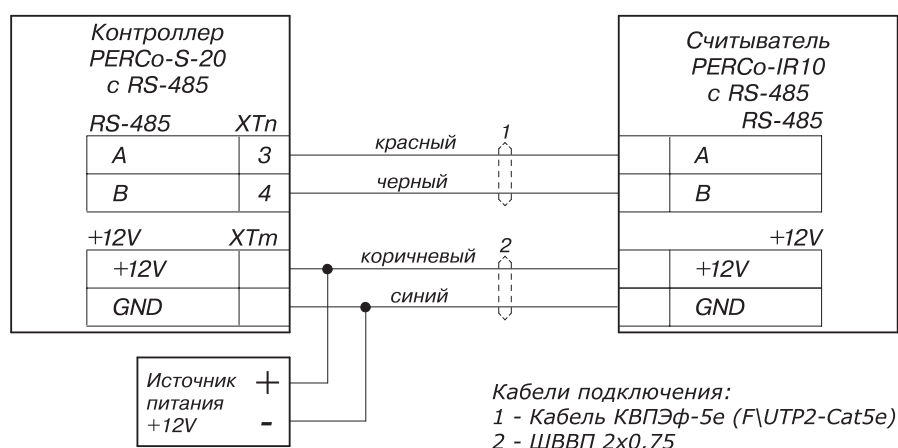 Контроллер
PERCo-S-20
с RS-485
RS-485 XTn
A 3
B 4
+12V XTm
+12V
GND
красный
1
черный
коричневый
2
синий
Считыватель
PERCo-IR10
с RS-485
RS-485
A
B
+12V
+12V
GND
Источник +
питания
+12V -
Кабели подключения:
1 - Кабель КВПЭф-5е (F\UTP2-Cat5e)
2 - ШВВП 2х0,75